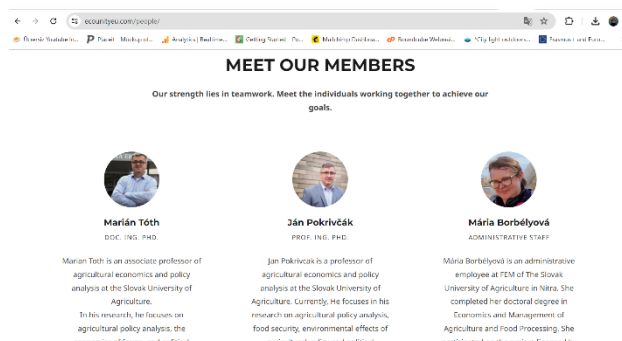 ecounityeu.com/people/
MEET OUR MEMBERS
Our strength lies in teamwork. Meet the individuals working together to achieve our
goals.
Marián Tóth
DOC. ING. PHD.
Marian Toth is an associate professor of
agricultural economics and policy
analysis at the Slovak University of
Agriculture.
In his research, he focuses on
agricultural policy analysis, the
Ján Pokrivčák
PROF. ING. PHD.
Jan Pokrivcak is a professor of
agricultural economics and policy
analysis at the Slovak University of
Agriculture. Currently, He focuses in his
research on agricultural policy analysis,
food security, environmental effects of
Mária Borbélyová
ADMINISTRATIVE STAFF
Mária Borbélyová is an administrative
employee at FEM of The Slovak
University of Agriculture in Nitra. She
completed her doctoral degree in
Economics and Management of
Agriculture and Food Processing. She